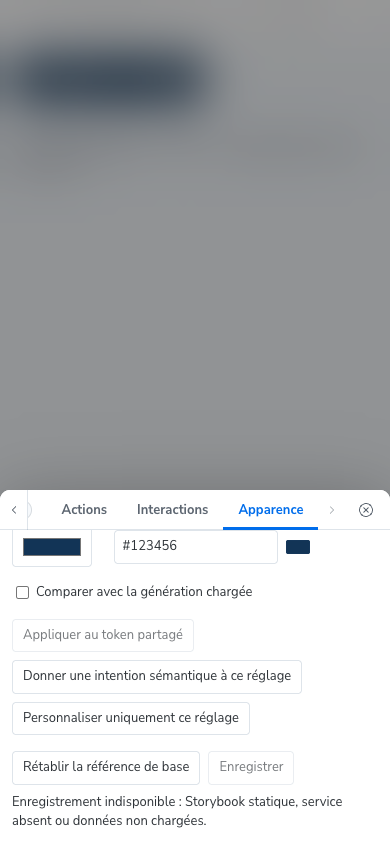 Actions Interactions Apparence
#123456
Comparer avec la génération chargée
Appliquer au token partagé
Donner une intention sémantique à ce réglage
Personnaliser uniquement ce réglage
Rétablir la référence de base Enregistrer
Enregistrement indisponible : Storybook statique, service
absent ou données non chargées.